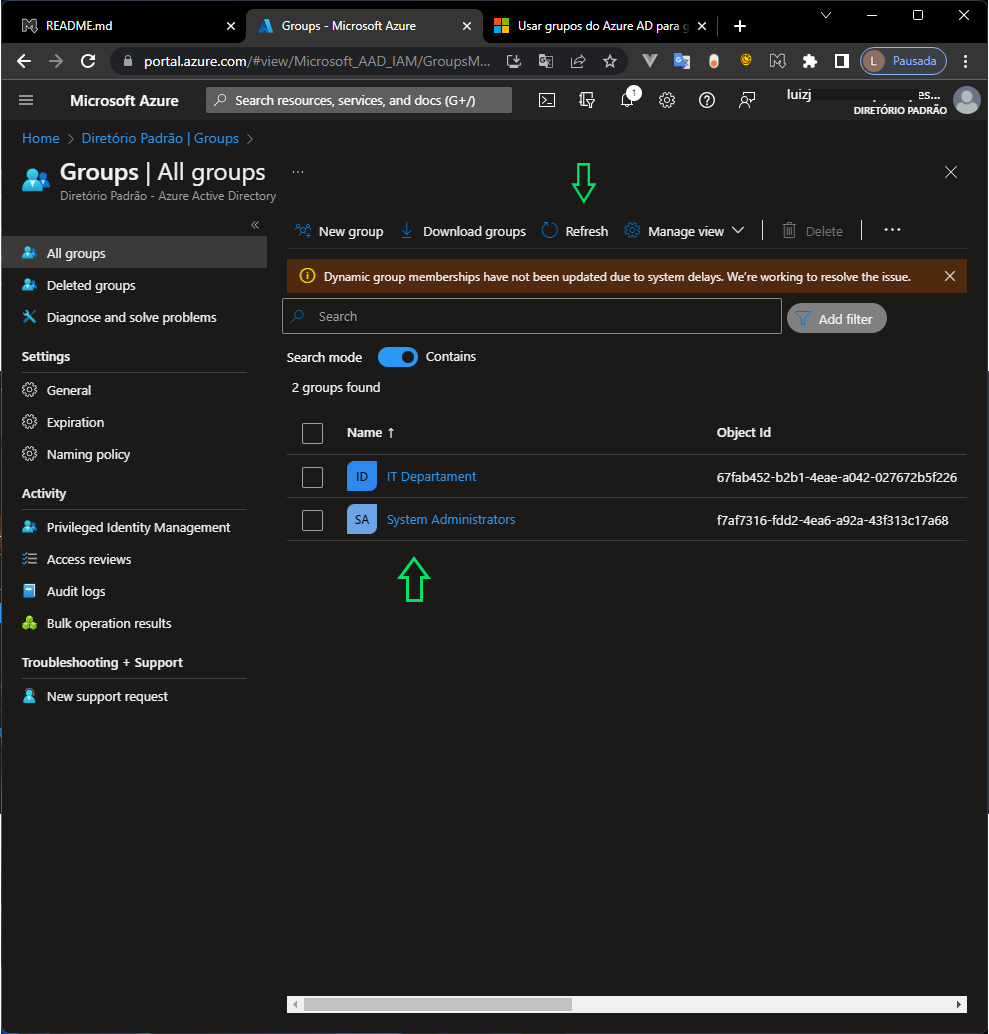 README.md
Groups - Microsoft Azure
Usar grupos do Azure AD para g
portal.azure.com/#view/Microsoft_AAD_IAM/GroupsM...
L Pausada
Microsoft Azure
Search resources, services, and docs (G+/)
1
luizj
es...
DIRETÓRIO PADRÃO
Home > Diretório Padrão | Groups >
Groups | All groups ...
Diretório Padrão - Azure Active Directory
«
All groups
Deleted groups
Diagnose and solve problems
Settings
General
Expiration
Naming policy
Activity
Privileged Identity Management
Access reviews
Audit logs
Bulk operation results
Troubleshooting + Support
New support request
New group Download groups Refresh Manage view Delete ...
Dynamic group memberships have not been updated due to system delays. We're working to resolve the issue.
Search
Add filter
Search mode Contains
2 groups found
Name ↑ Object Id
ID IT Departament 67fab452-b2b1-4eae-a042-027672b5f226
SA System Administrators f7af7316-fdd2-4ea6-a92a-43f313c17a68